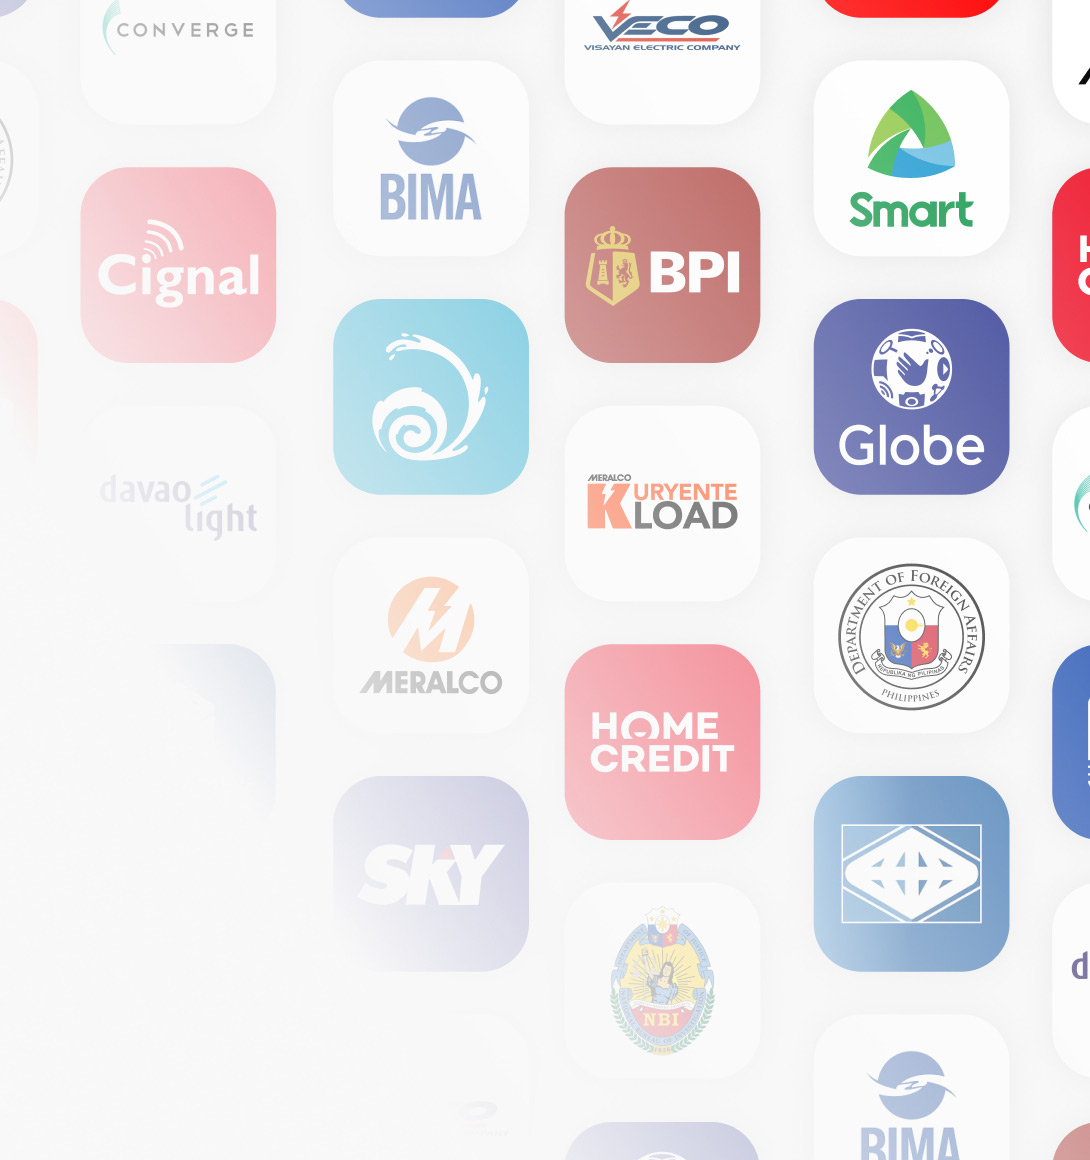 CONVERGE
Cignal
davao
light
BIMA
MERALCO
SKY
VECO
VISAYAN ELECTRIC COMPANY
BPI
MERALCO
KURYENTE
LOAD
HOME
CREDIT
NBI
Smart
Globe
DEPARTMENT OF FOREIGN AFFAIRS
REPUBLIKA NG PILIPINAS
PHILIPPINES
BIMA
H
C
d